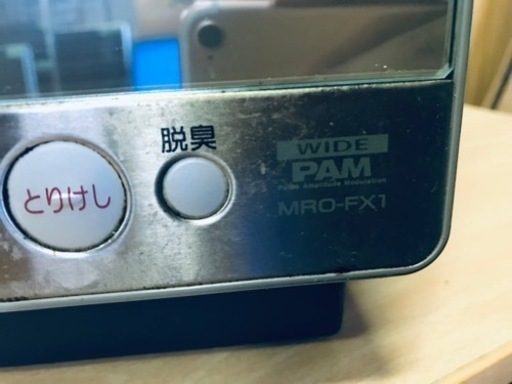 脱臭
とりけし
WIDE
PAM
Pulse Amplitude Modulation
MRO-FX1